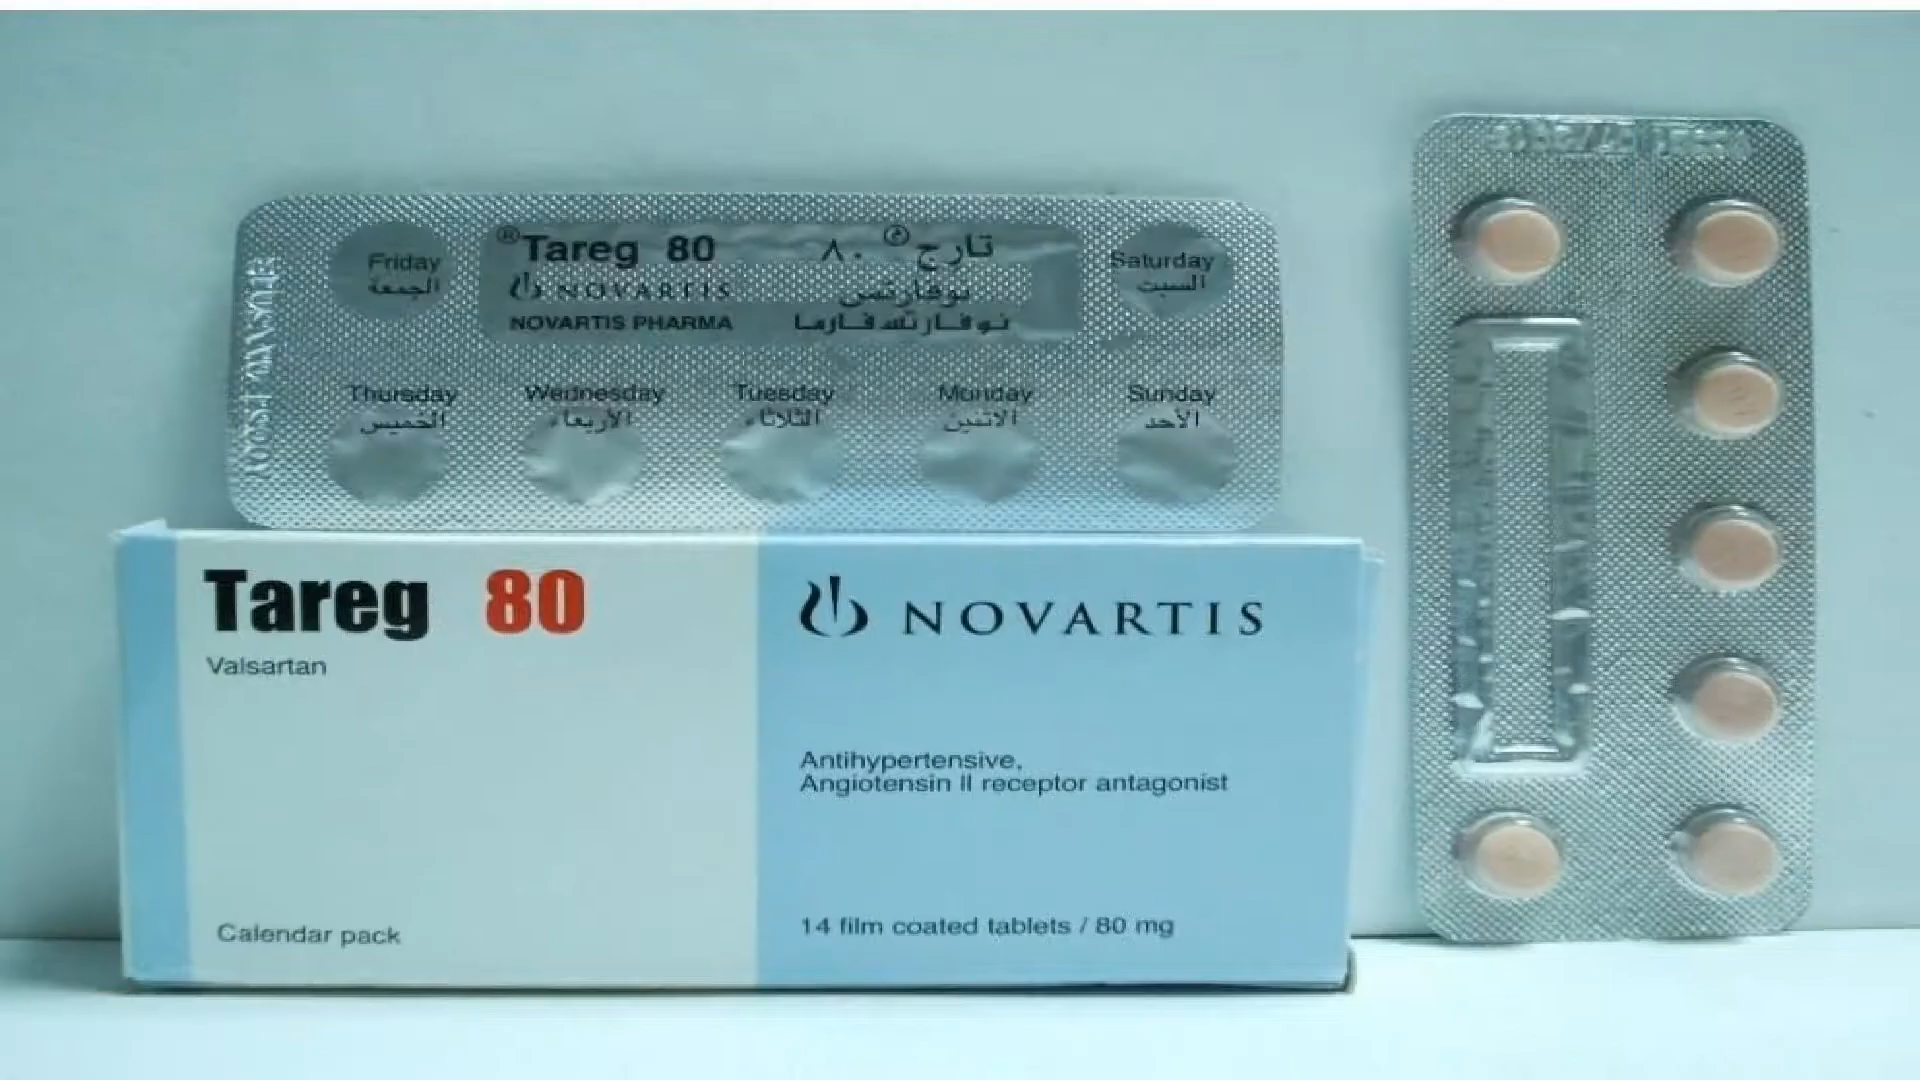 Friday
الجمعة
®Tareg 80
تارج ٨٠
NOVARTIS
نوفارتس
NOVARTIS PHARMA
نوفارتس فارما
Saturday
السبت
Thursday
الخميس
Wednesday
الأربعاء
Tuesday
الثلاثاء
Monday
الاثنين
Sunday
الأحد
Tareg 80
Valsartan
Calendar pack
NOVARTIS
Antihypertensive,
Angiotensin II receptor antagonist
14 film coated tablets / 80 mg